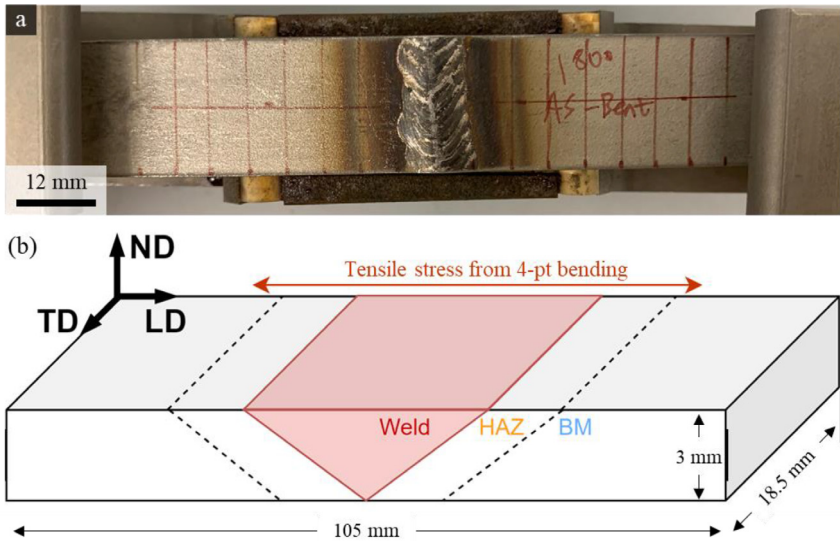 a
1800
AS-Bent
12 mm
(b)
ND
TD
LD
Tensile stress from 4-pt bending
Weld
HAZ
BM
3 mm
18.5 mm
105 mm